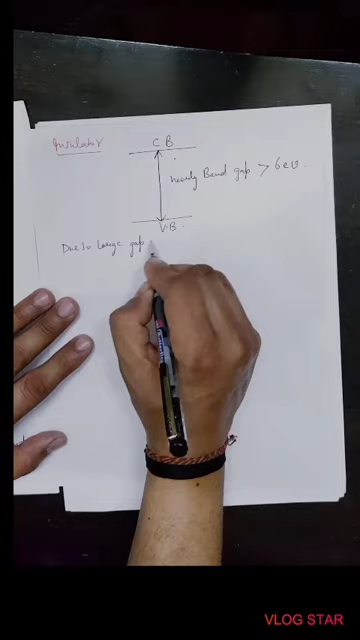 Insulator
C B
nearly Band gap > 6 ev.
V.B.
Due to Large gap
VLOG STAR